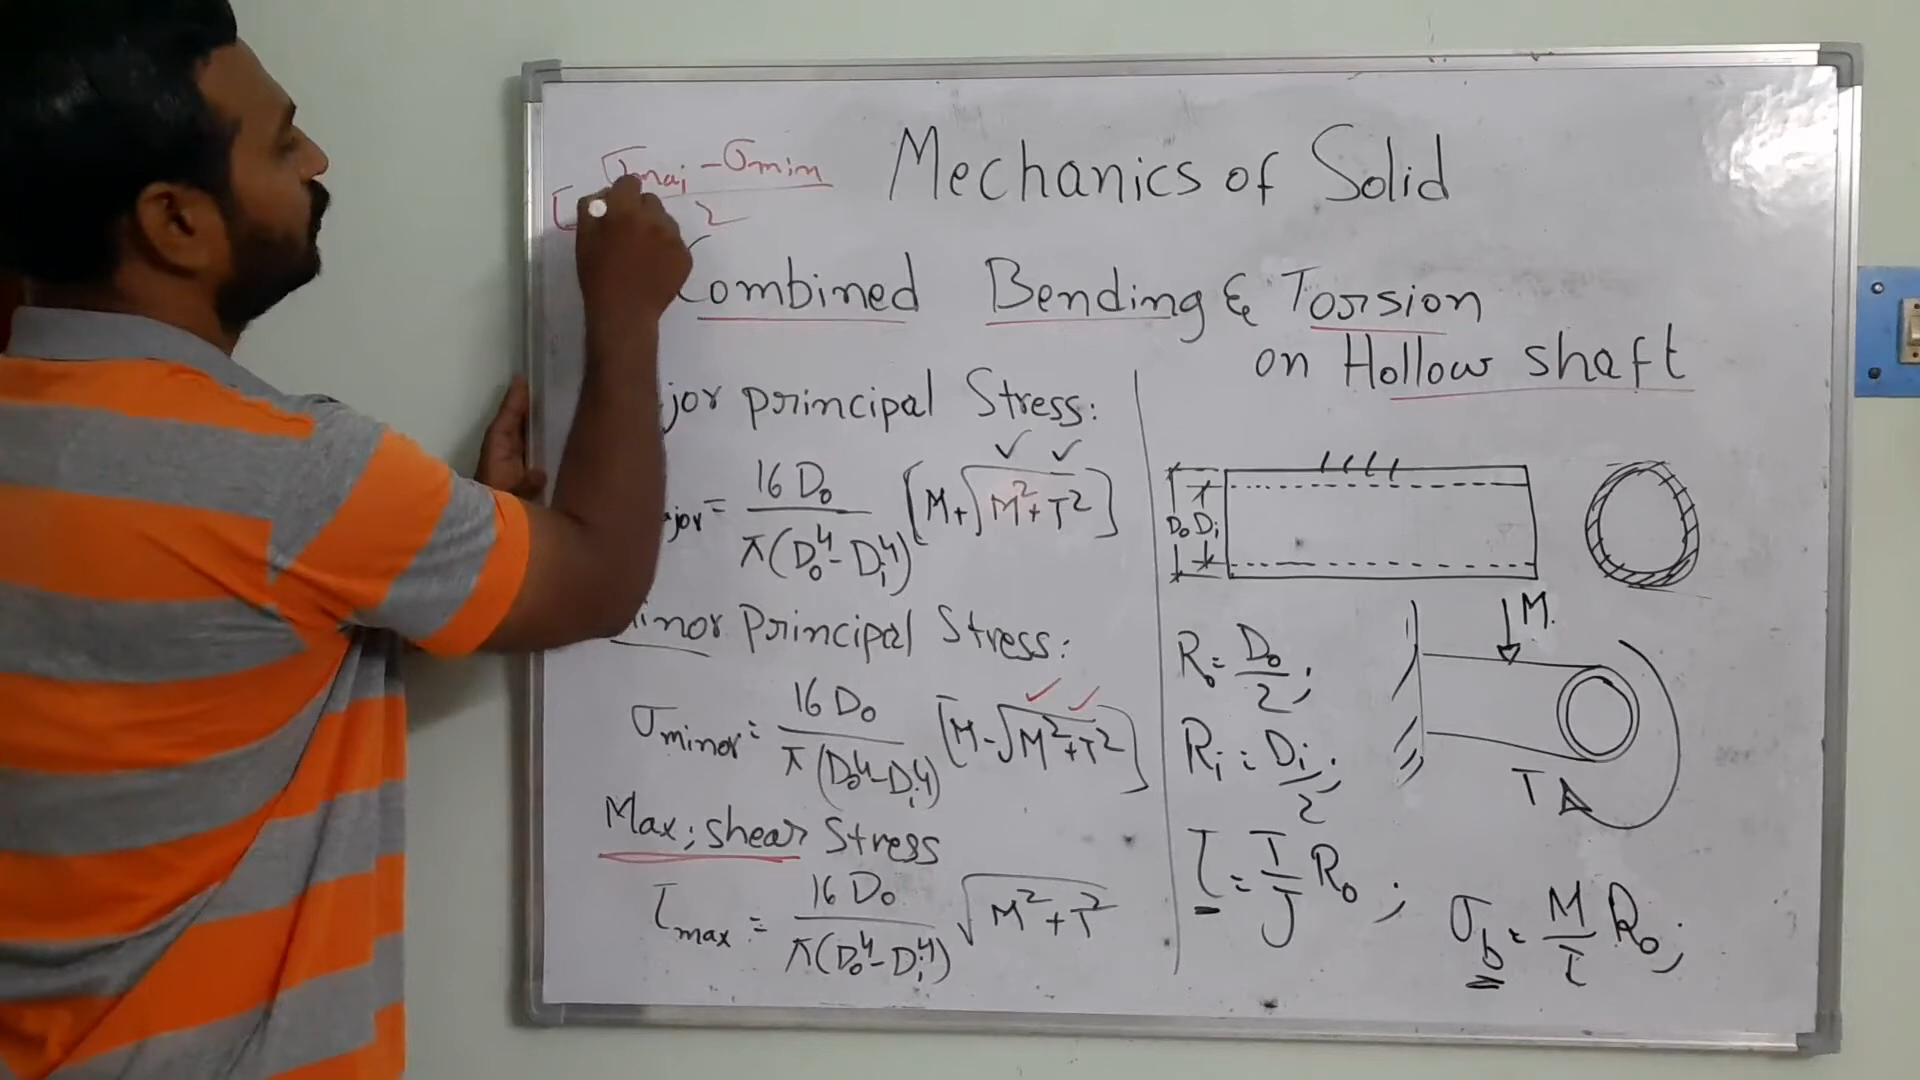 σmaj - σmin
2
Mechanics of Solid
Combined Bending & Torsion
on Hollow shaft
jor principal Stress:
ajor = 16 D₀ / π(D₀⁴ - Dᵢ⁴) [M + √M² + T²]
inor principal Stress:
σminor = 16 D₀ / π(D₀⁴ - Dᵢ⁴) [M - √M² + T²]
Max; shear Stress
τmax = 16 D₀ / π(D₀⁴ - Dᵢ⁴) √M² + T²
D₀ Dᵢ
M.
R₀ = D₀ / 2 ;
Rᵢ = Dᵢ / 2 ;
T
τ = T / J R₀ ;
σb = M / I R₀ ;